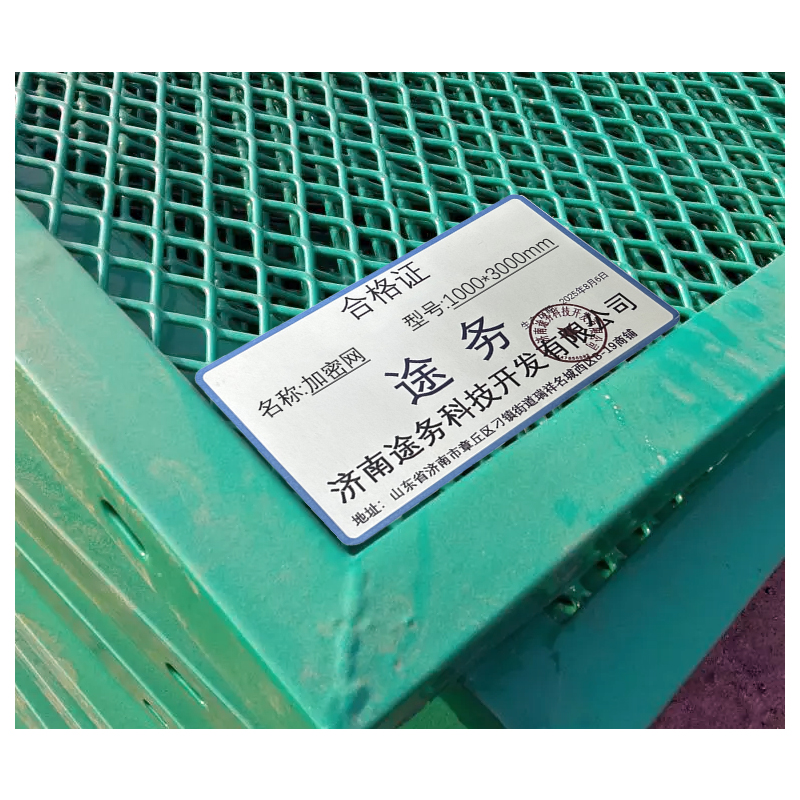 合格证
名称:加密网
型号:1000*3000mm
途务
2025年8月6日
济南途务科技开发有限公司
地址：山东省济南市章丘区刁镇街道瑞祥名城西区6-19商铺